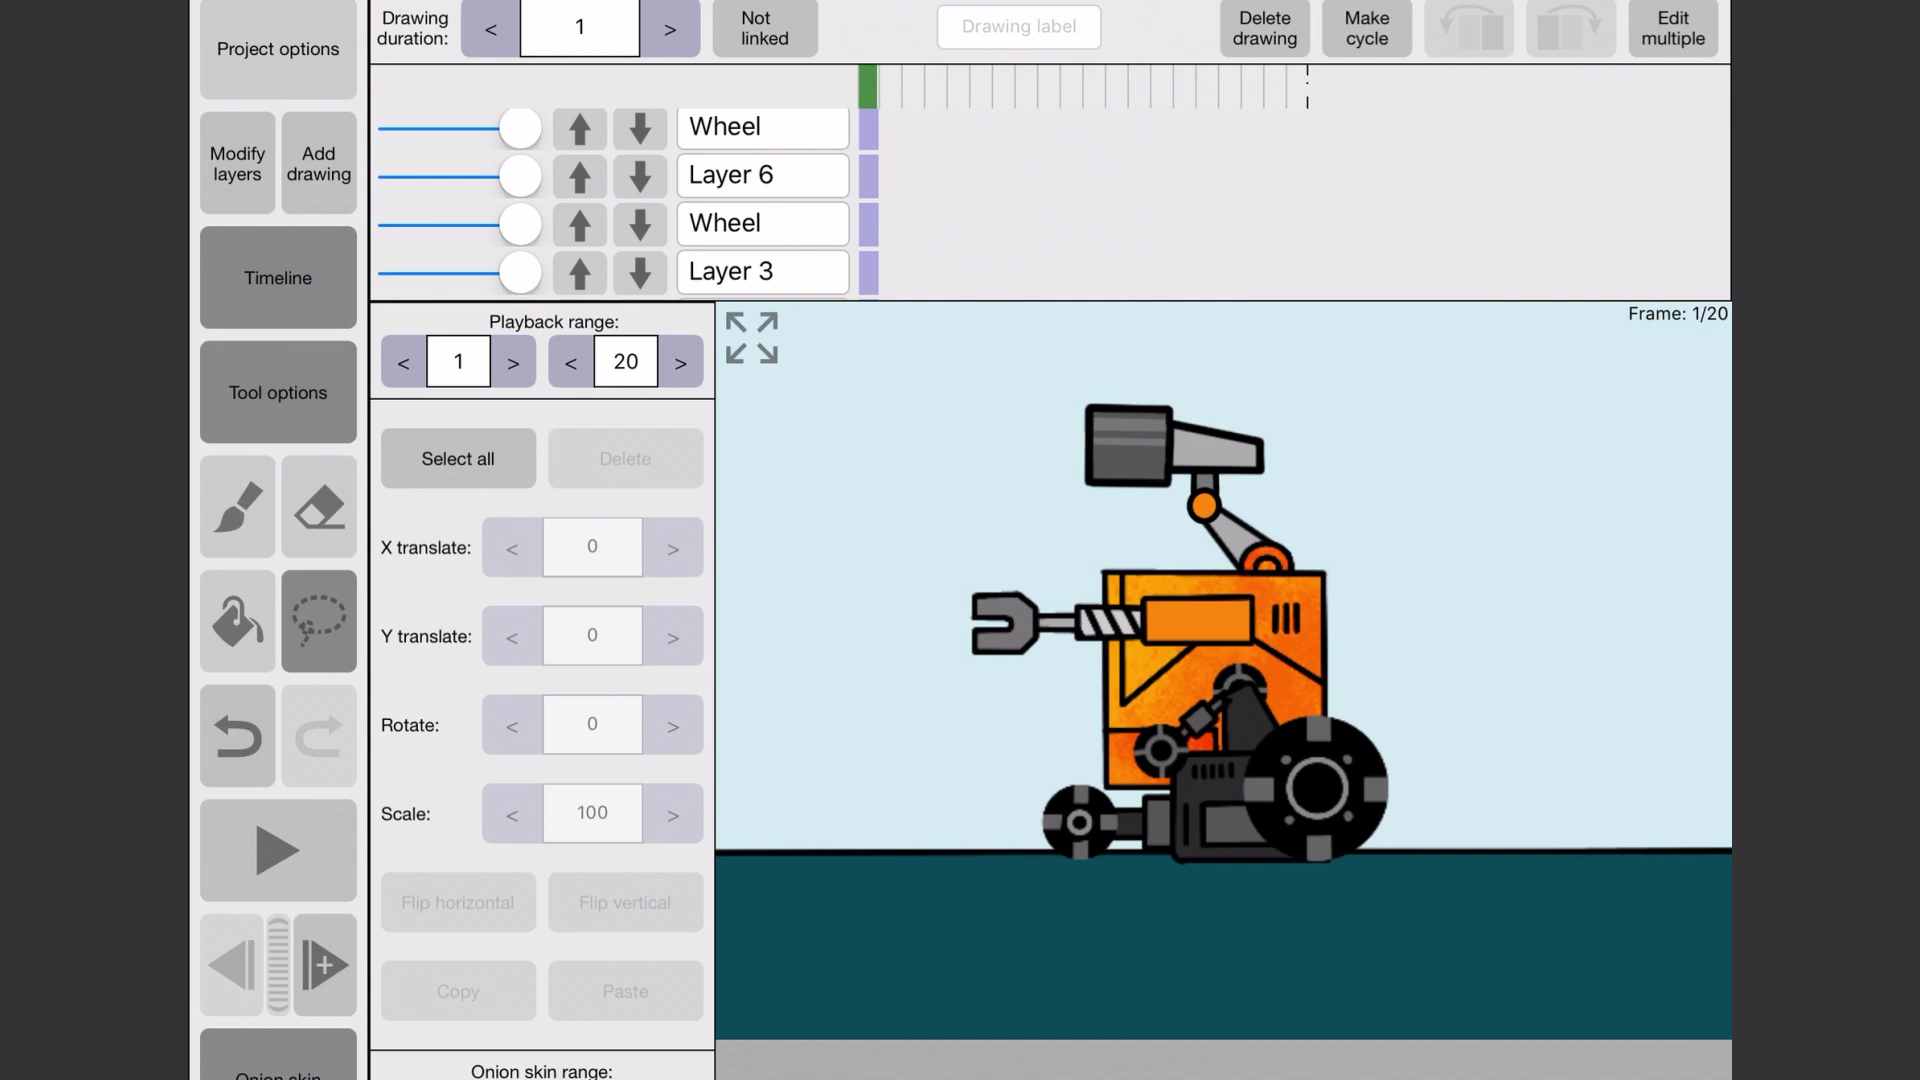 Project options
Drawing duration:
<
1
>
Not linked
Drawing label
Delete drawing
Make cycle
Edit multiple
Modify layers
Add drawing
Wheel
Layer 6
Wheel
Layer 3
Timeline
Tool options
Playback range:
<
1
>
<
20
>
Frame: 1/20
Select all
Delete
X translate:
<
0
>
Y translate:
<
0
>
Rotate:
<
0
>
Scale:
<
100
>
Flip horizontal
Flip vertical
Copy
Paste
Onion skin
Onion skin range: